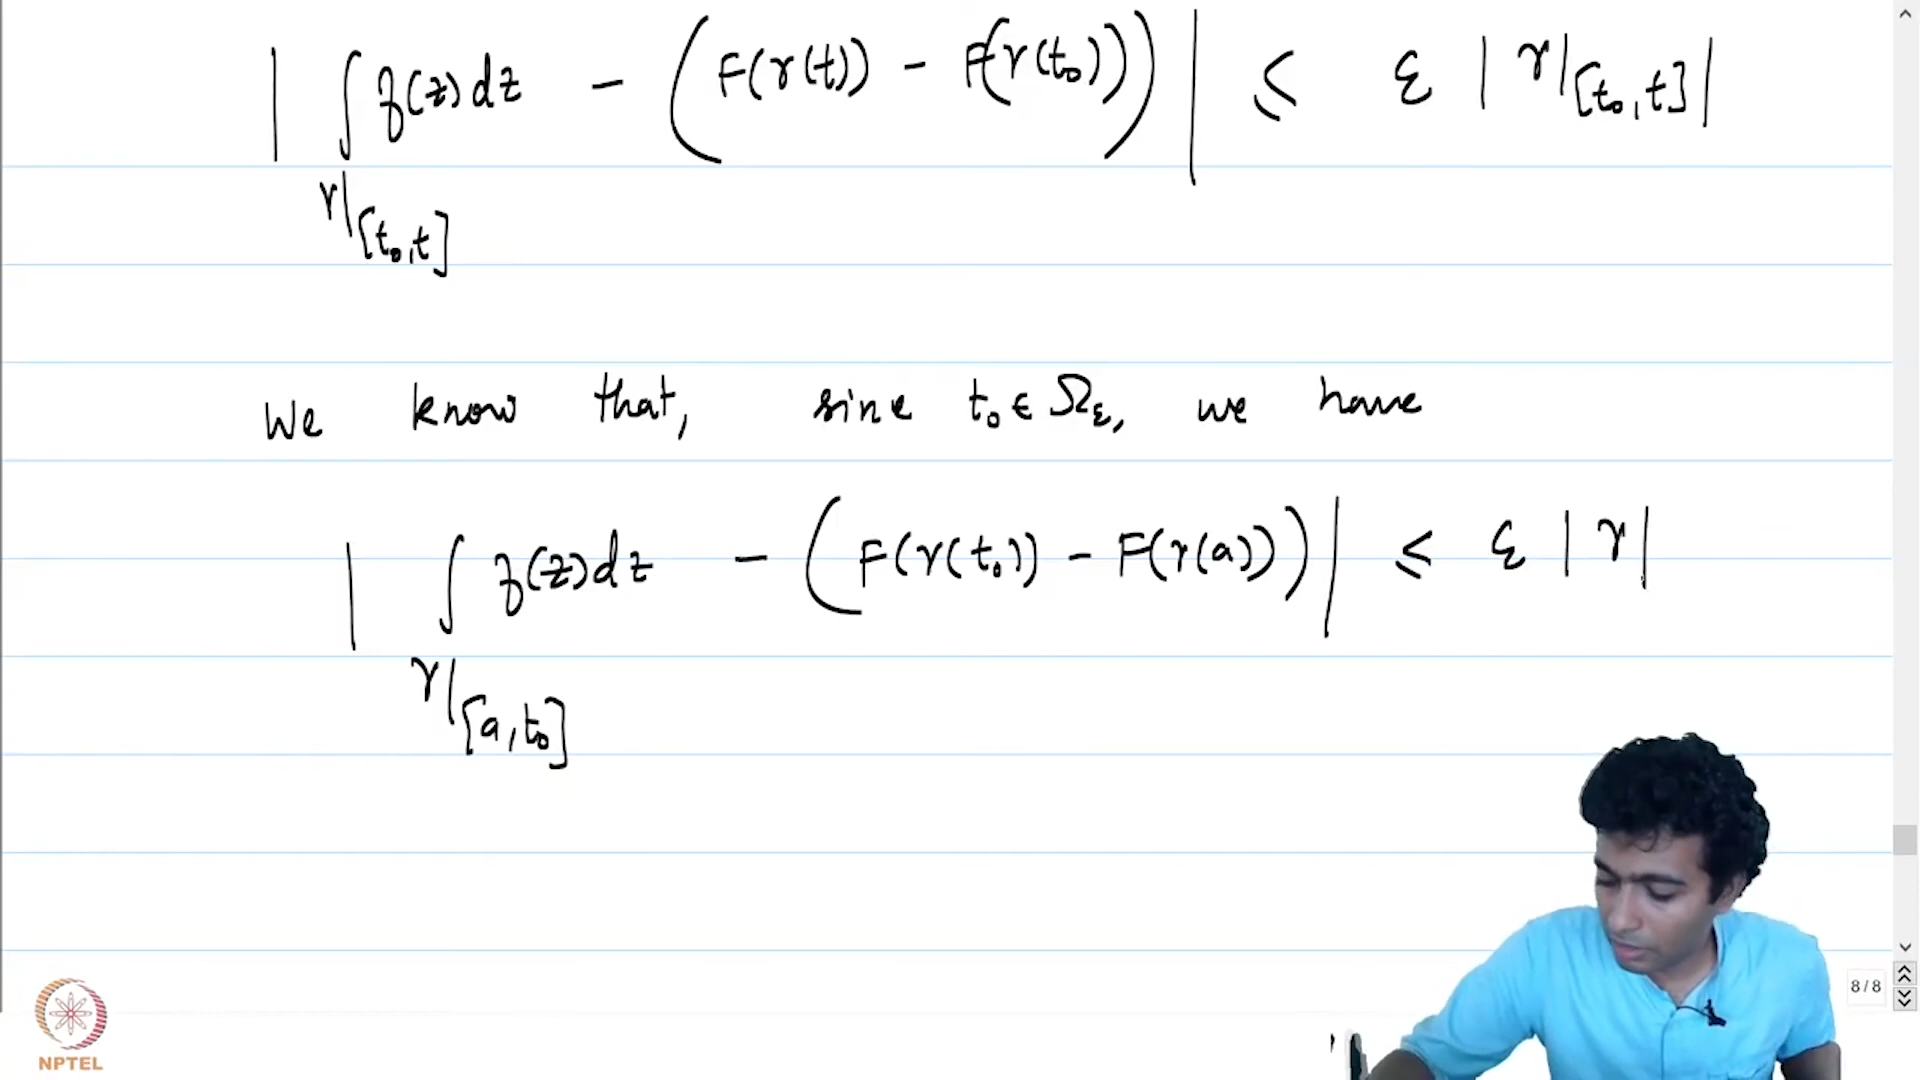 | ∫ f(z)dz − (F(γ(t)) − F(γ(t₀))) | ≤ ε | γ|[t₀,t] |
γ|[t₀,t]
We know that, since t₀ ∈ Ω_ε, we have
| ∫ f(z)dz − (F(γ(t₀)) − F(γ(a))) | ≤ ε | γ |
γ|[a,t₀]
8/8
NPTEL